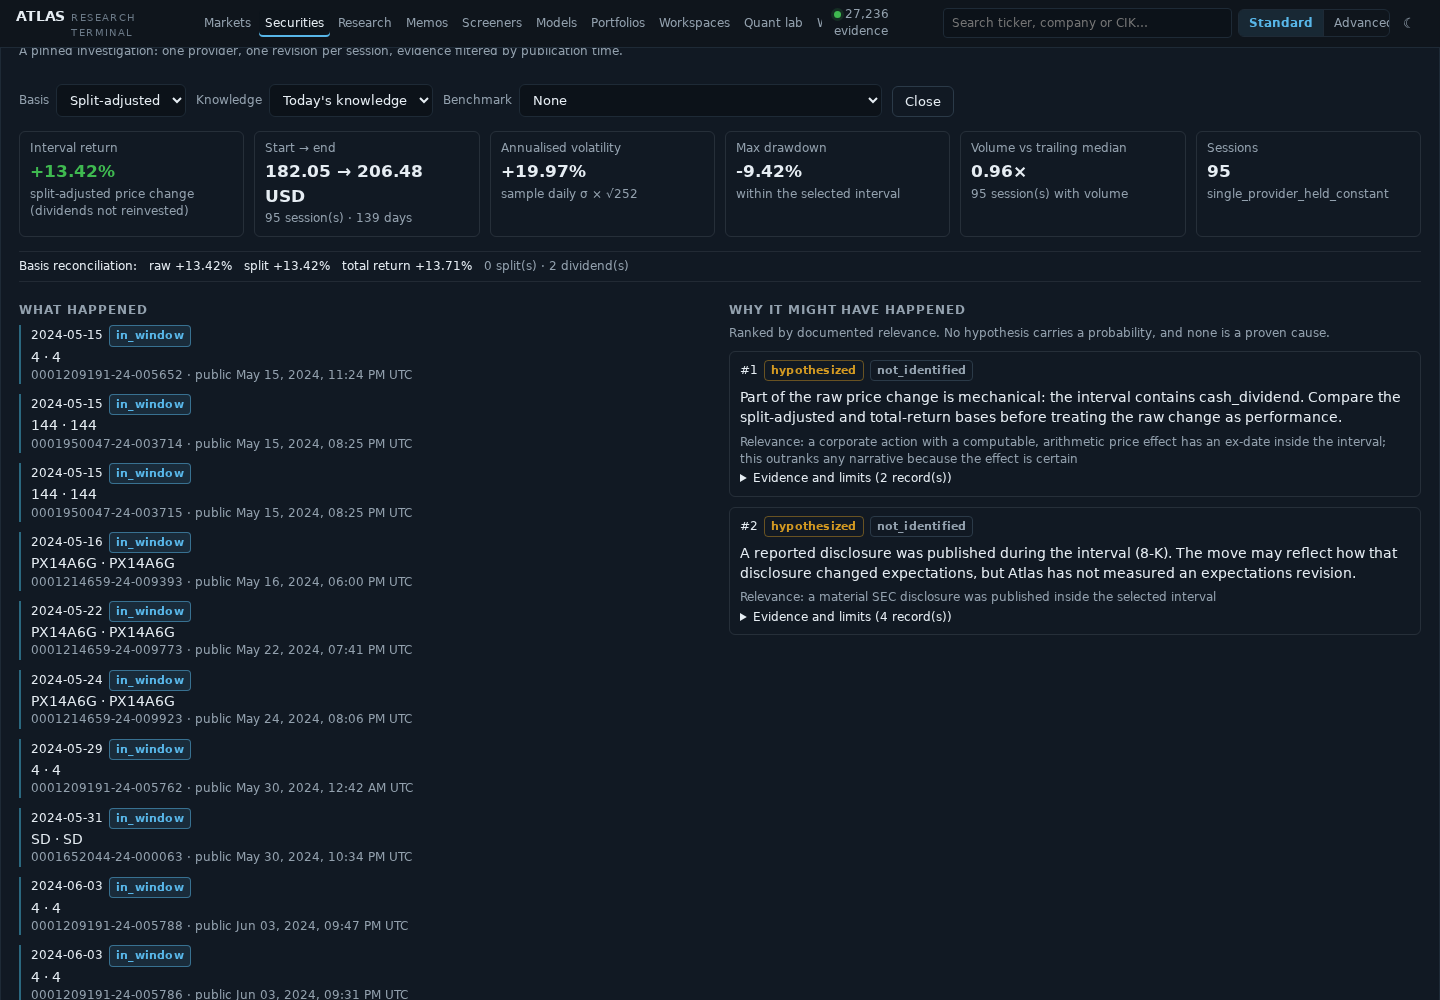 ATLAS RESEARCH TERMINAL
Markets Securities Research Memos Screeners Models Portfolios Workspaces Quant lab
27,236 evidence
Search ticker, company or CIK...
Standard Advanced
A pinned investigation: one provider, one revision per session, evidence filtered by publication time.
Basis Split-adjusted Knowledge Today's knowledge Benchmark None Close
Interval return
+13.42%
split-adjusted price change
(dividends not reinvested)
Start → end
182.05 → 206.48
USD
95 session(s) · 139 days
Annualised volatility
+19.97%
sample daily σ × √252
Max drawdown
-9.42%
within the selected interval
Volume vs trailing median
0.96×
95 session(s) with volume
Sessions
95
single_provider_held_constant
Basis reconciliation: raw +13.42% split +13.42% total return +13.71% 0 split(s) · 2 dividend(s)
WHAT HAPPENED
2024-05-15 in_window
4 · 4
0001209191-24-005652 · public May 15, 2024, 11:24 PM UTC
2024-05-15 in_window
144 · 144
0001950047-24-003714 · public May 15, 2024, 08:25 PM UTC
2024-05-15 in_window
144 · 144
0001950047-24-003715 · public May 15, 2024, 08:25 PM UTC
2024-05-16 in_window
PX14A6G · PX14A6G
0001214659-24-009393 · public May 16, 2024, 06:00 PM UTC
2024-05-22 in_window
PX14A6G · PX14A6G
0001214659-24-009773 · public May 22, 2024, 07:41 PM UTC
2024-05-24 in_window
PX14A6G · PX14A6G
0001214659-24-009923 · public May 24, 2024, 08:06 PM UTC
2024-05-29 in_window
4 · 4
0001209191-24-005762 · public May 30, 2024, 12:42 AM UTC
2024-05-31 in_window
SD · SD
0001652044-24-000063 · public May 30, 2024, 10:34 PM UTC
2024-06-03 in_window
4 · 4
0001209191-24-005788 · public Jun 03, 2024, 09:47 PM UTC
2024-06-03 in_window
4 · 4
0001209191-24-005786 · public Jun 03, 2024, 09:31 PM UTC
WHY IT MIGHT HAVE HAPPENED
Ranked by documented relevance. No hypothesis carries a probability, and none is a proven cause.
#1 hypothesized not_identified
Part of the raw price change is mechanical: the interval contains cash_dividend. Compare the
split-adjusted and total-return bases before treating the raw change as performance.
Relevance: a corporate action with a computable, arithmetic price effect has an ex-date inside the interval;
this outranks any narrative because the effect is certain
Evidence and limits (2 record(s))
#2 hypothesized not_identified
A reported disclosure was published during the interval (8-K). The move may reflect how that
disclosure changed expectations, but Atlas has not measured an expectations revision.
Relevance: a material SEC disclosure was published inside the selected interval
Evidence and limits (4 record(s))